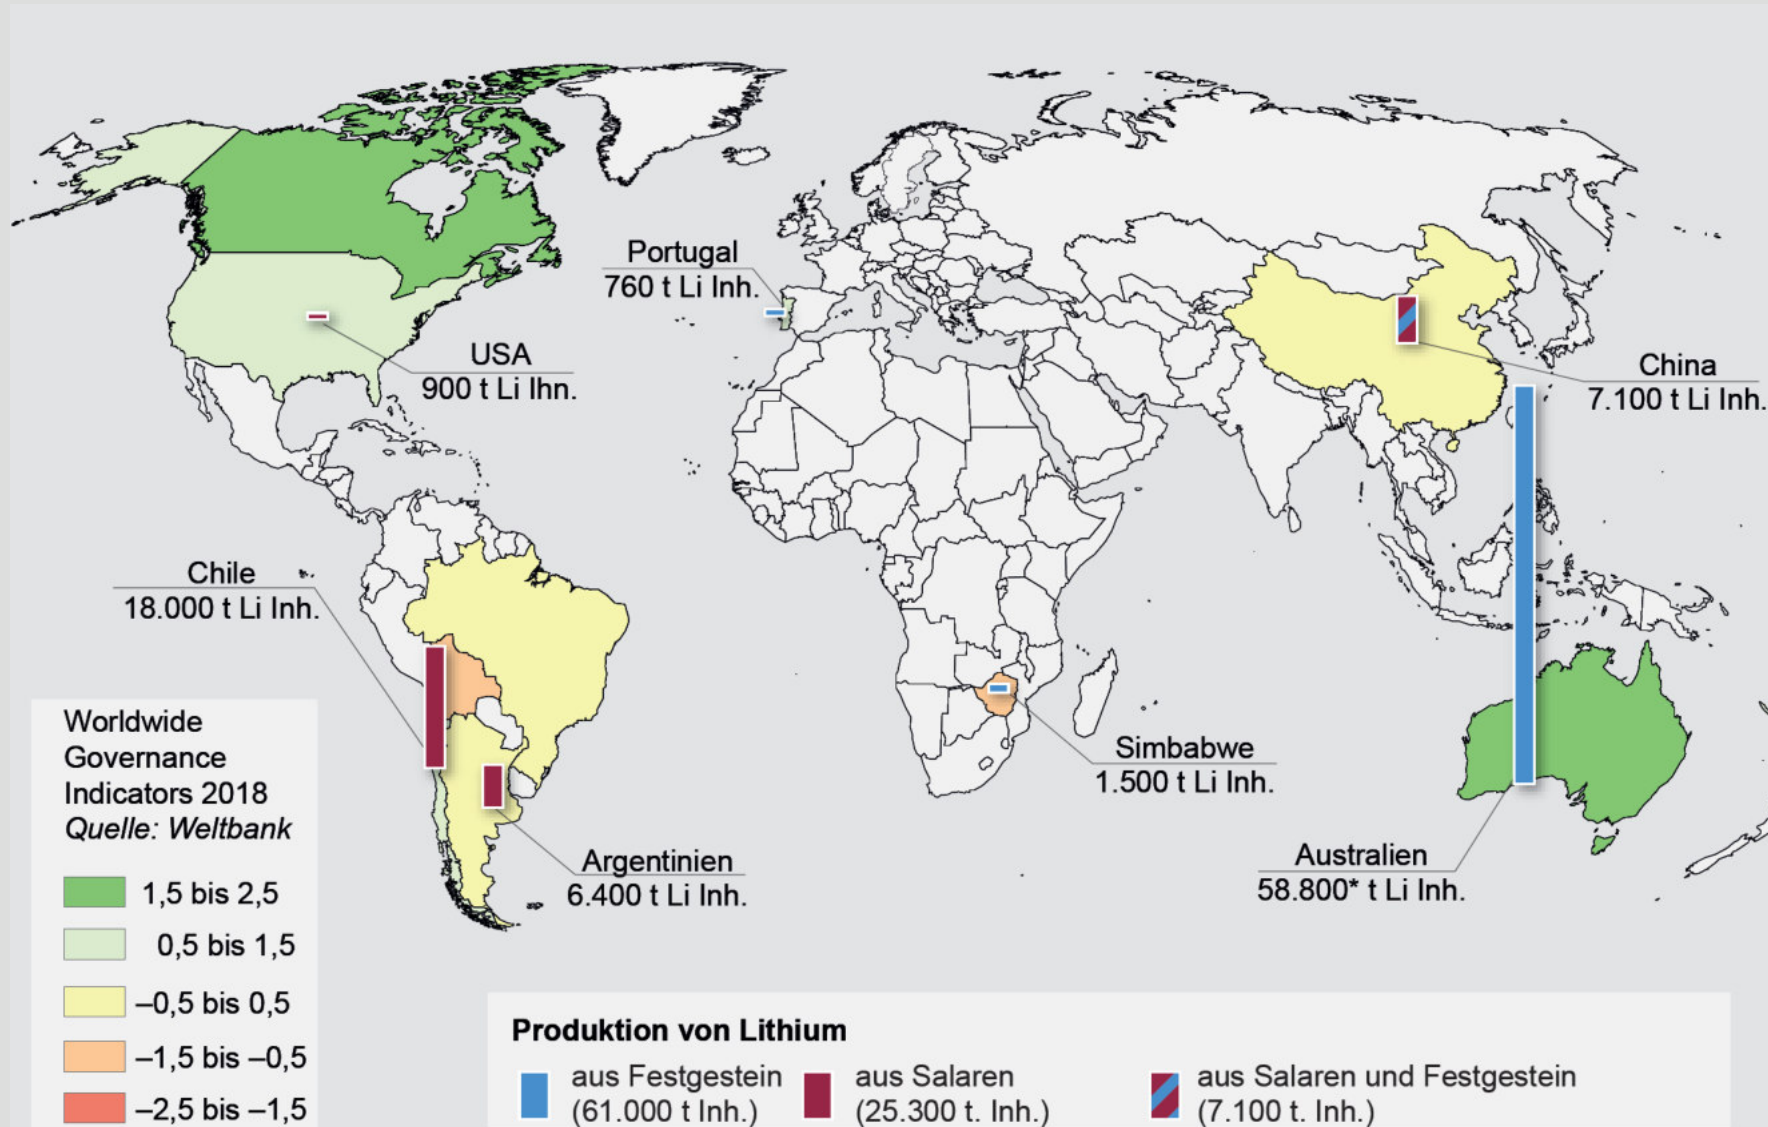 Portugal
760 t Li Inh.
USA
900 t Li Ihn.
China
7.100 t Li Inh.
Chile
18.000 t Li Inh.
Simbabwe
1.500 t Li Inh.
Argentinien
6.400 t Li Inh.
Australien
58.800* t Li Inh.
Worldwide
Governance
Indicators 2018
Quelle: Weltbank
1,5 bis 2,5
0,5 bis 1,5
–0,5 bis 0,5
–1,5 bis –0,5
–2,5 bis –1,5
Produktion von Lithium
aus Festgestein
(61.000 t Inh.)
aus Salaren
(25.300 t. Inh.)
aus Salaren und Festgestein
(7.100 t. Inh.)